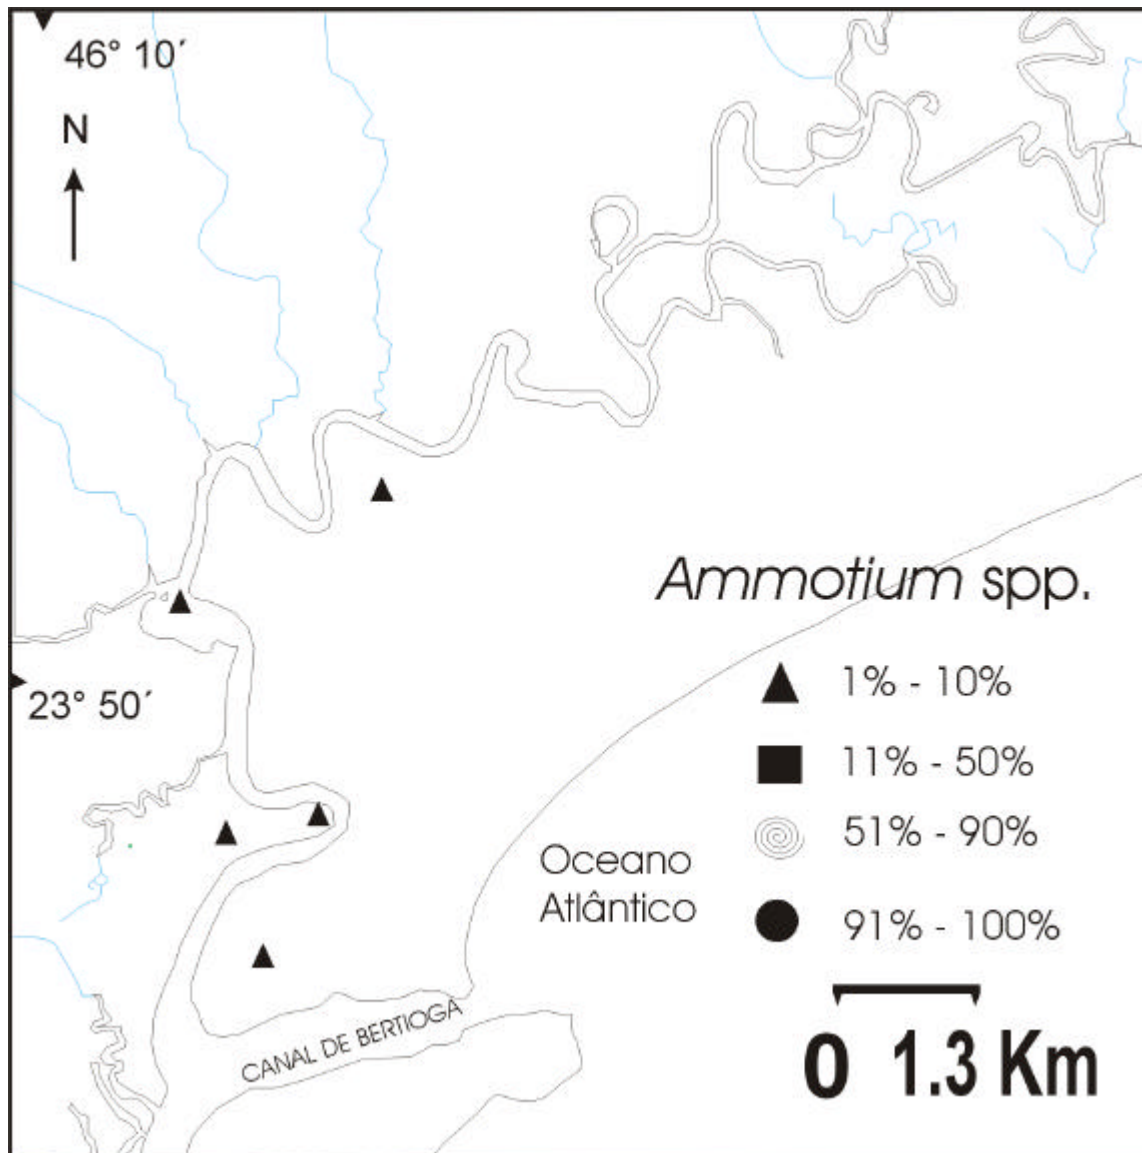 46° 10´
N
Ammotium spp.
1% - 10%
23° 50´
11% - 50%
51% - 90%
Oceano
Atlântico
91% - 100%
CANAL DE BERTIOGA
0 1.3 Km